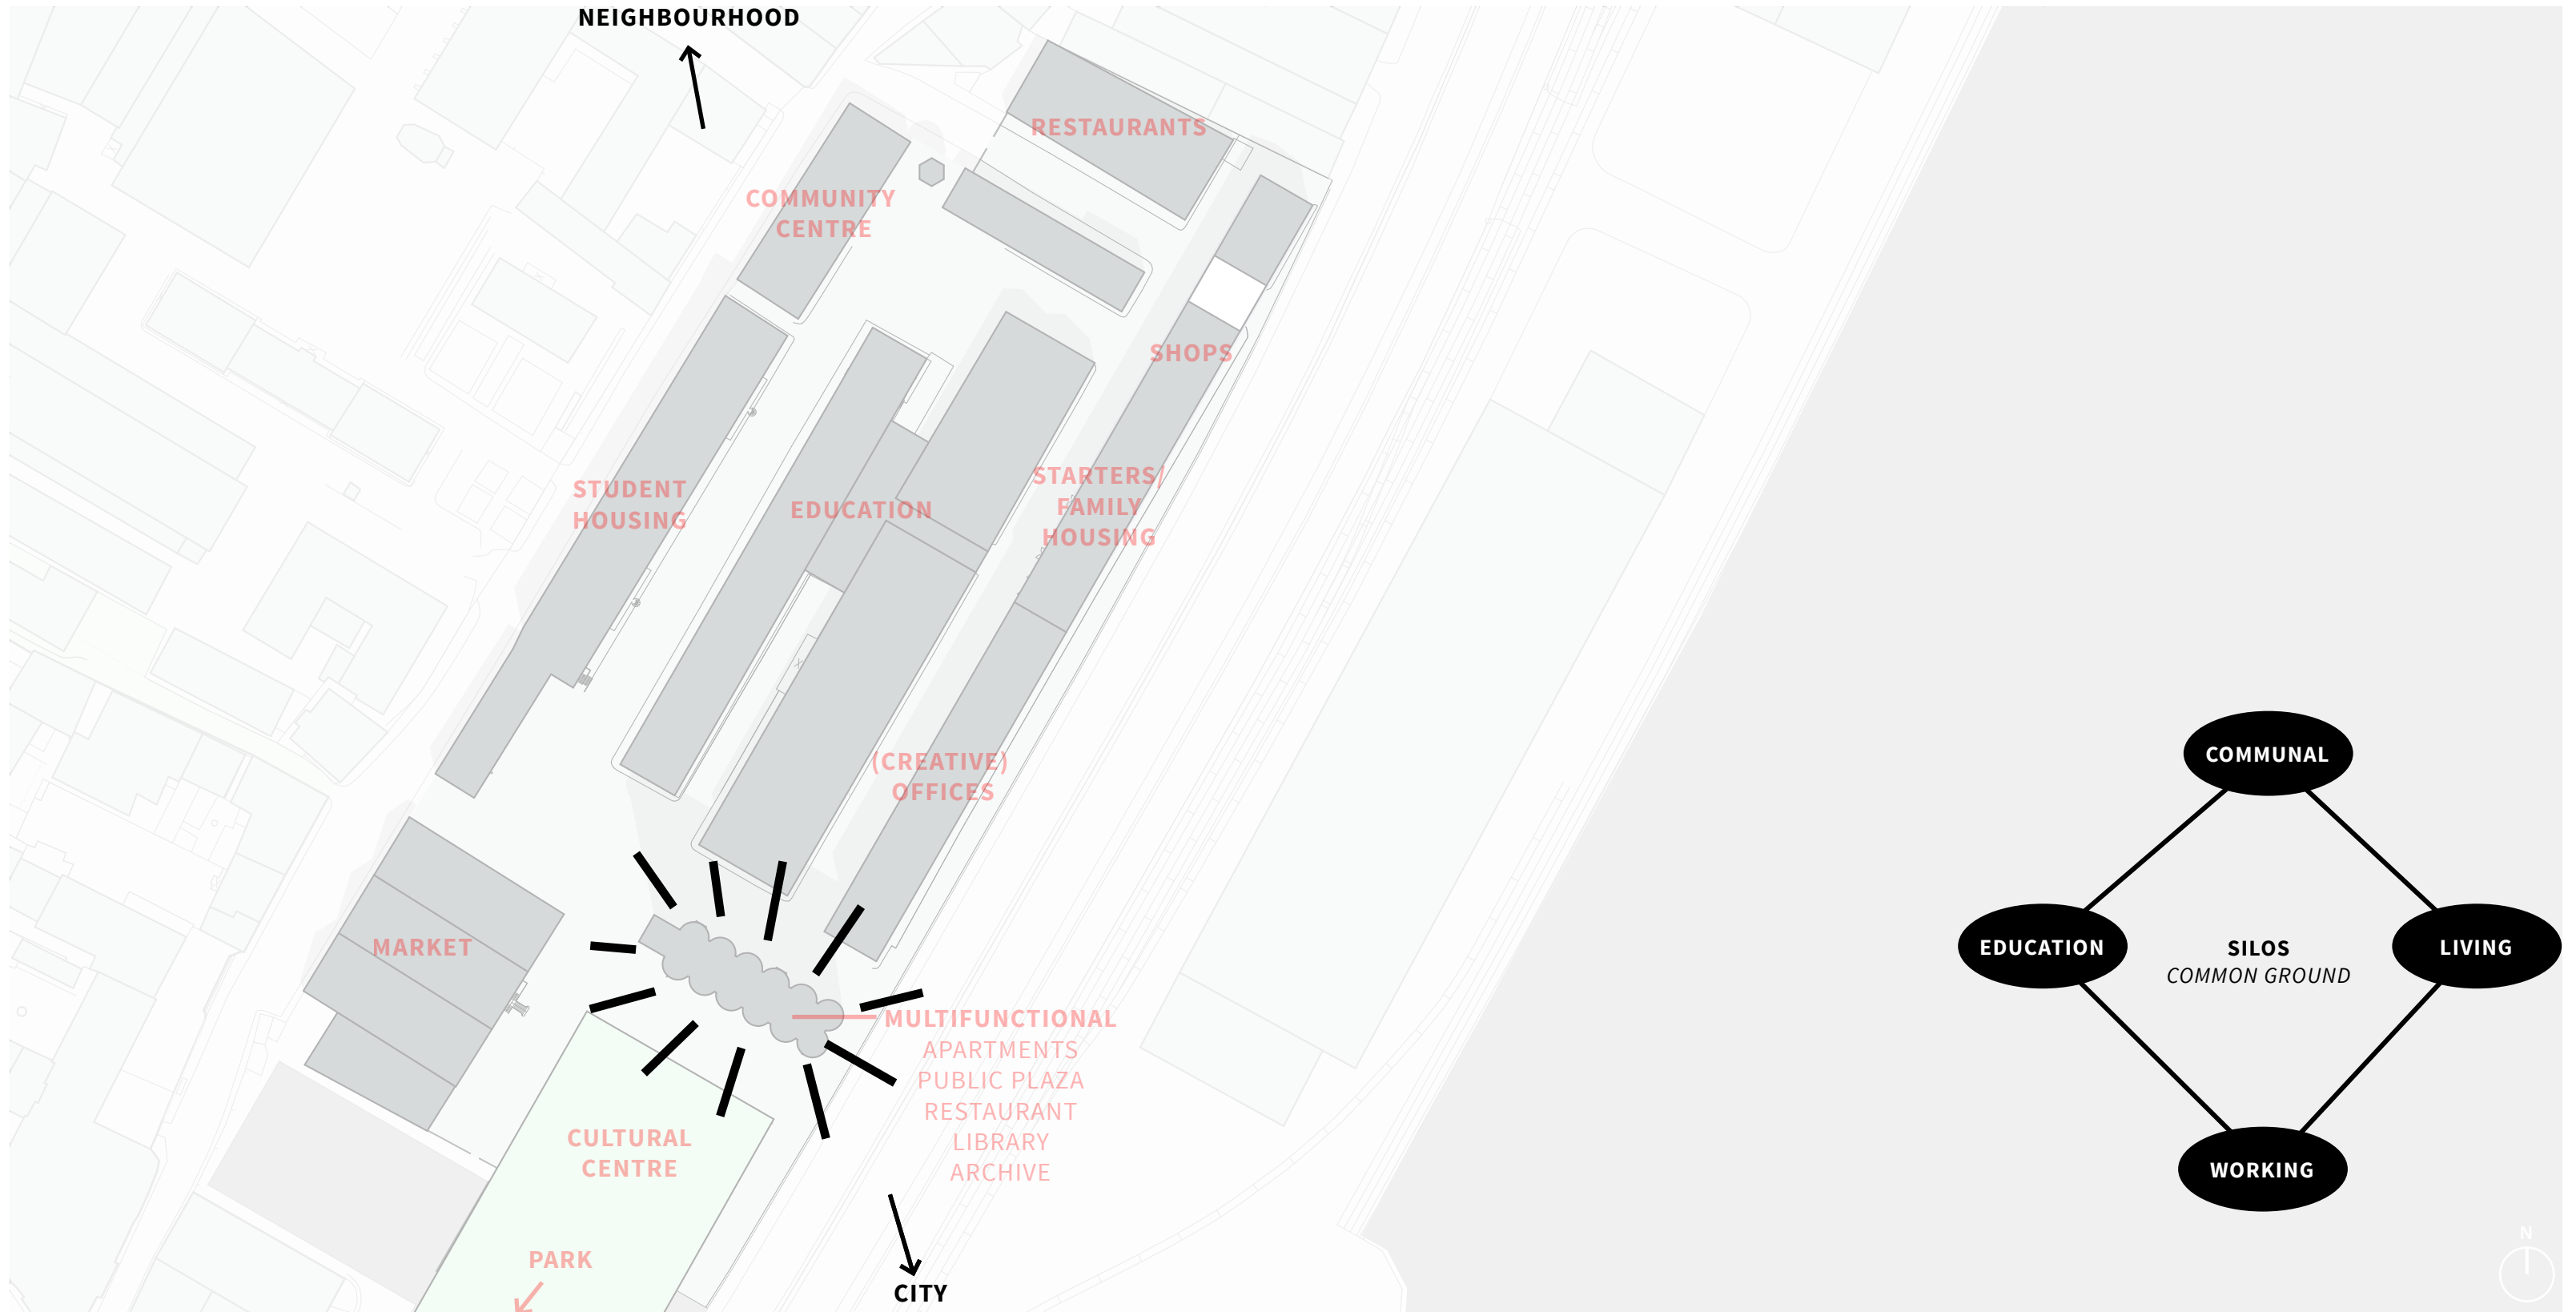 NEIGHBOURHOOD
RESTAURANTS
COMMUNITY
CENTRE
SHOPS
STUDENT
HOUSING
EDUCATION
STARTERS/
FAMILY
HOUSING
(CREATIVE)
OFFICES
MARKET
MULTIFUNCTIONAL
APARTMENTS
PUBLIC PLAZA
RESTAURANT
LIBRARY
ARCHIVE
CULTURAL
CENTRE
PARK
CITY
COMMUNAL
EDUCATION
SILOS
COMMON GROUND
LIVING
WORKING
N